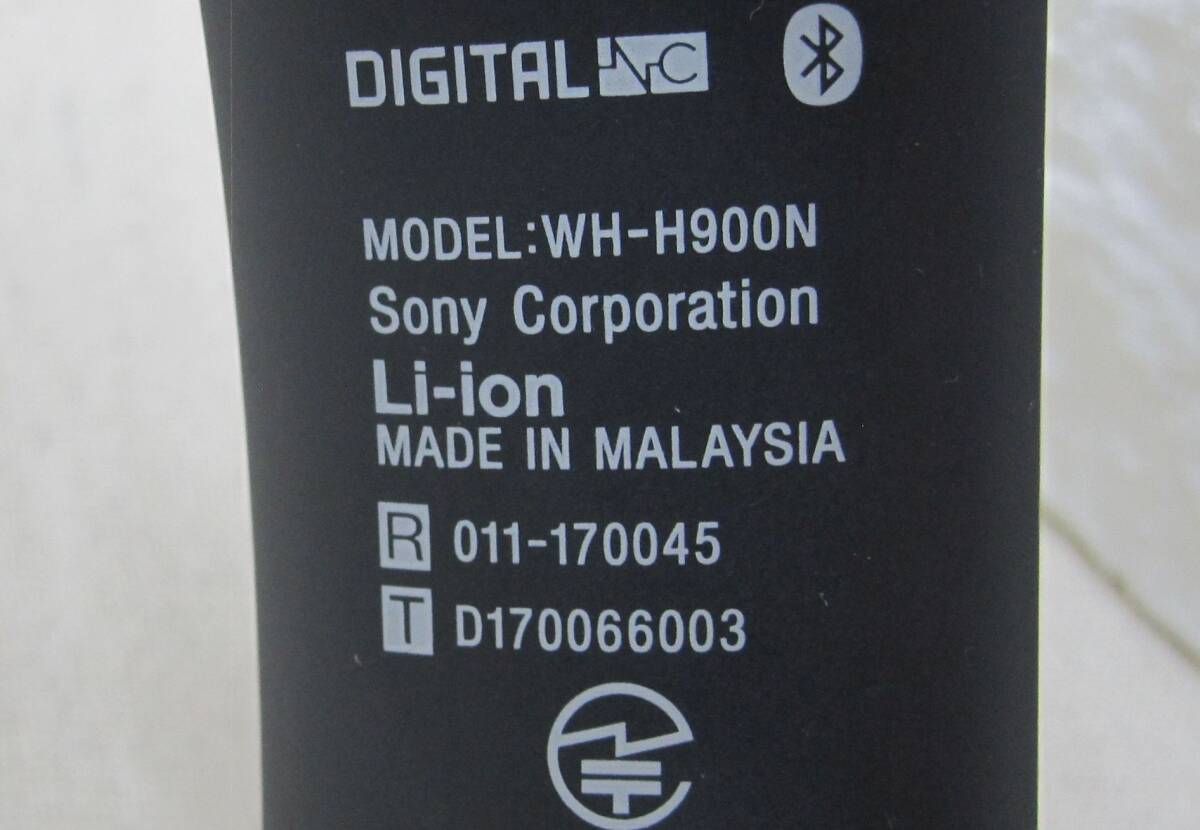 DIGITAL NC
MODEL:WH-H900N
Sony Corporation
Li-ion
MADE IN MALAYSIA
R 011-170045
T D170066003